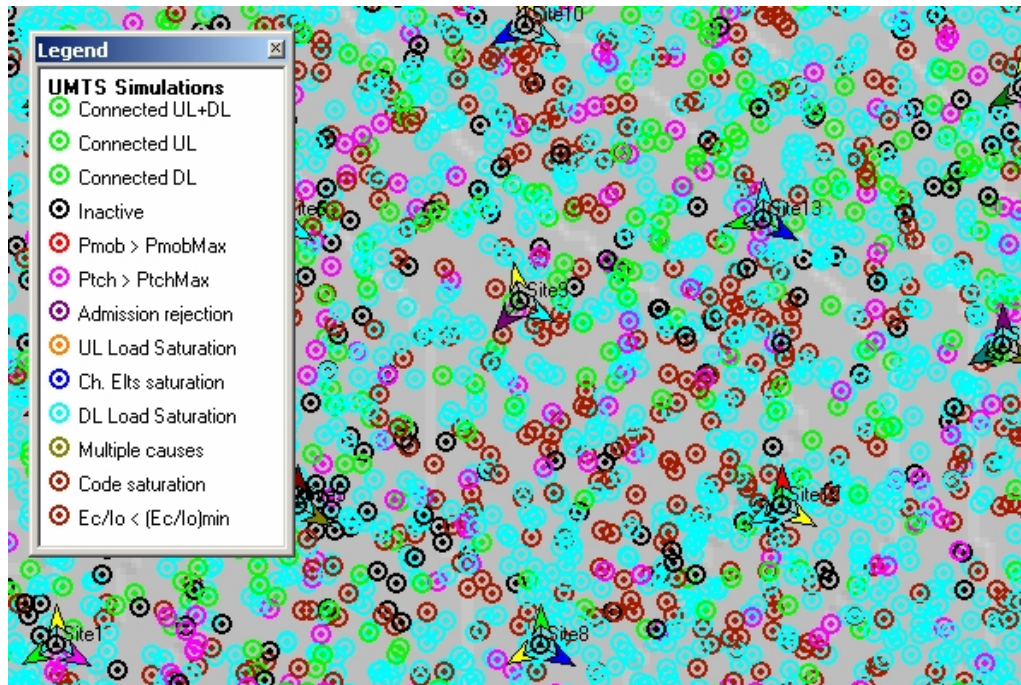 Site10
Legend
UMTS Simulations
Connected UL+DL
Connected UL
Connected DL
Inactive
Pmob > PmobMax
Ptch > PtchMax
Admission rejection
UL Load Saturation
Ch. Elts saturation
DL Load Saturation
Multiple causes
Code saturation
Ec/Io < (Ec/Io)min
Site13
Site9
Site1
Site8